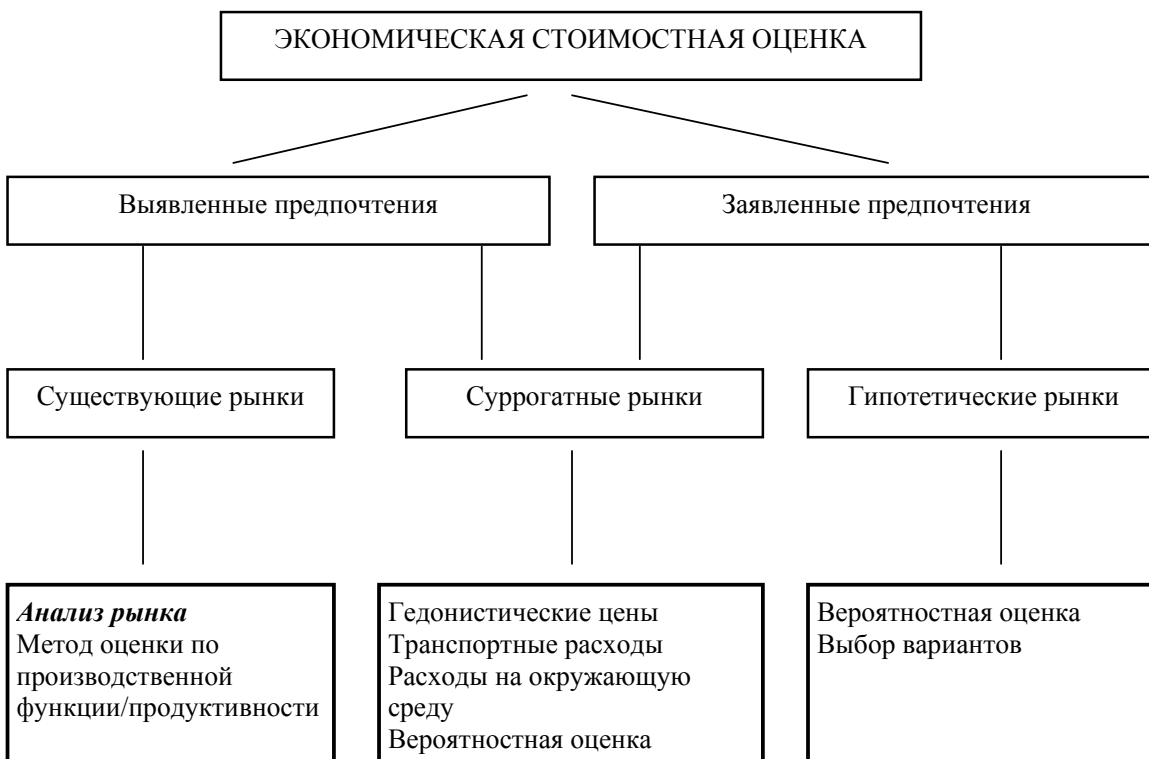 ЭКОНОМИЧЕСКАЯ СТОИМОСТНАЯ ОЦЕНКА
Выявленные предпочтения
Заявленные предпочтения
Существующие рынки
Суррогатные рынки
Гипотетические рынки
Анализ рынка
Метод оценки по
производственной
функции/продуктивности
Гедонистические цены
Транспортные расходы
Расходы на окружающую
среду
Вероятностная оценка
Вероятностная оценка
Выбор вариантов